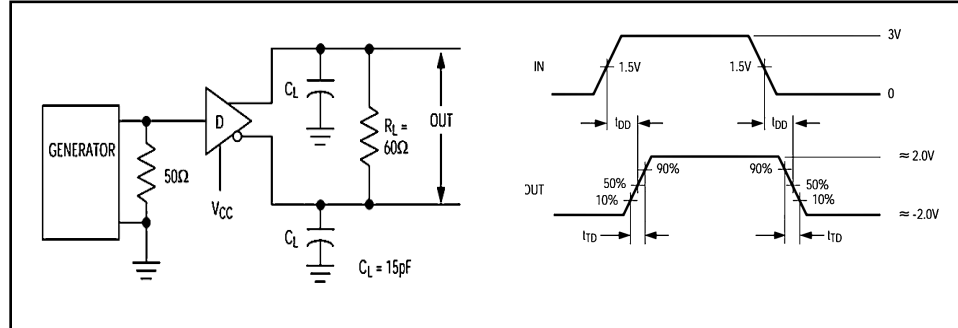 GENERATOR
50Ω
D
VCC
CL
RL =
60Ω
OUT
CL
CL = 15pF
IN
3V
1.5V
1.5V
0
tDD
tDD
OUT
≈ 2.0V
90%
90%
50%
50%
10%
10%
≈ -2.0V
tTD
tTD